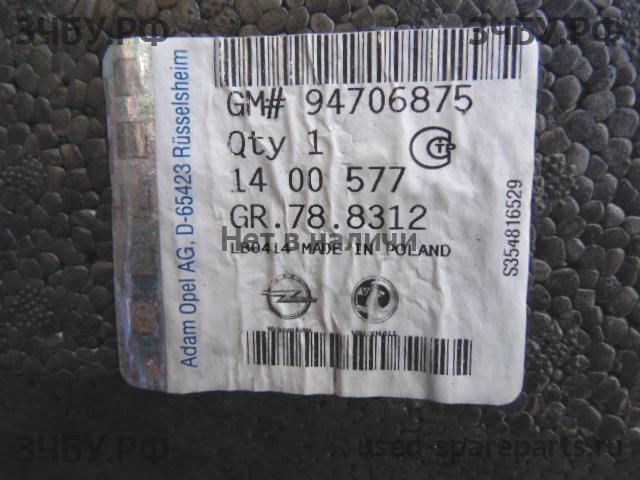 ЗЧБУ.РФ
ЗЧБУ.РФ
Adam Opel AG, D-65423 Rüsselsheim
GM# 94706875
Qty 1
14 00 577
GR.78.8312
Нет в наличии
MADE IN POLAND
VAUXHALL
S354816529
ЗЧБУ.РФ
used-spareparts.ru